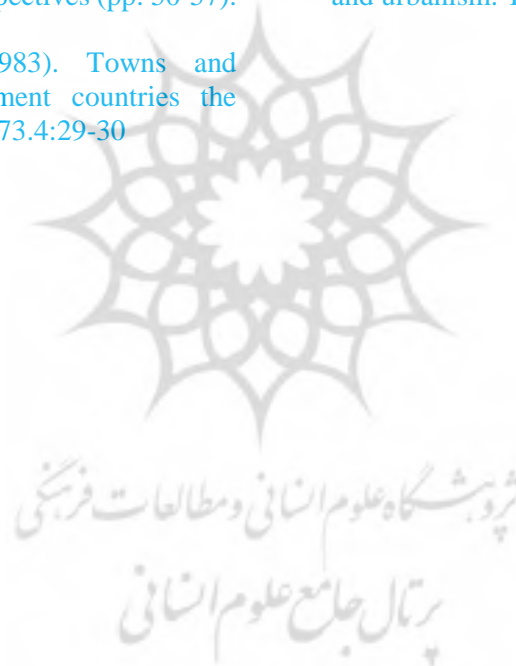 pectives (pp. 30-37).
983). Towns and
ment countries the
73.4:29-30
and urbanism. T
پژوهشگاه علوم انسانی و مطالعات فرهنگی
پرتال جامع علوم انسانی